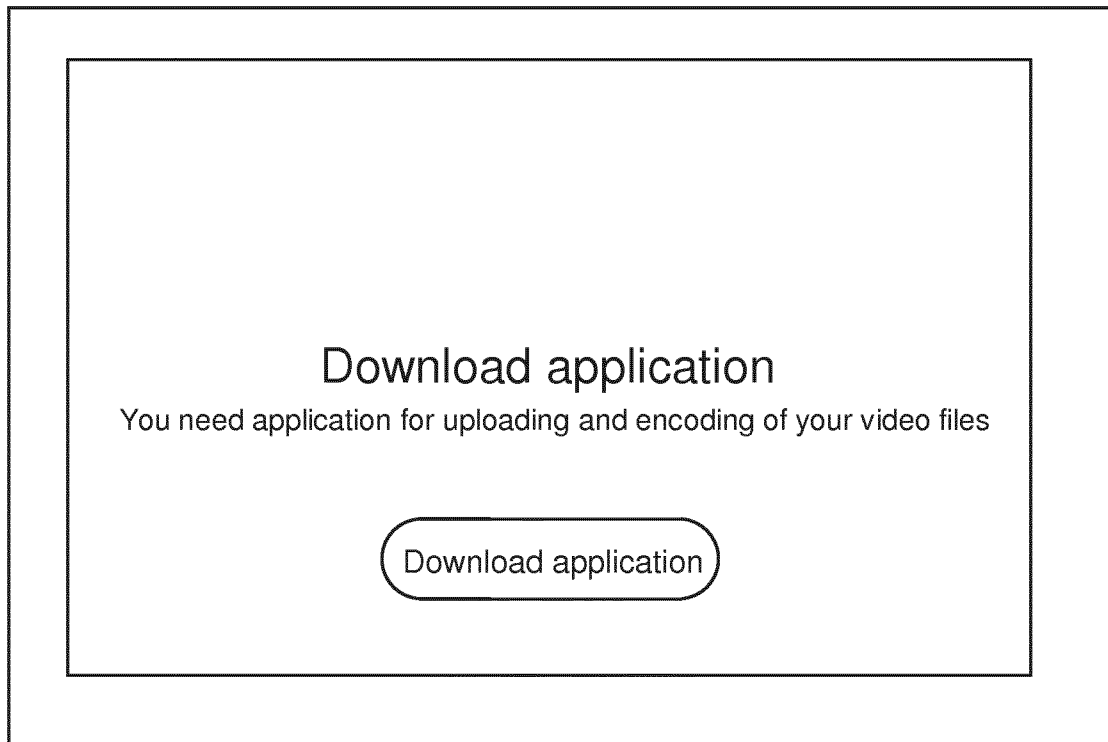 Download application
You need application for uploading and encoding of your video files
Download application